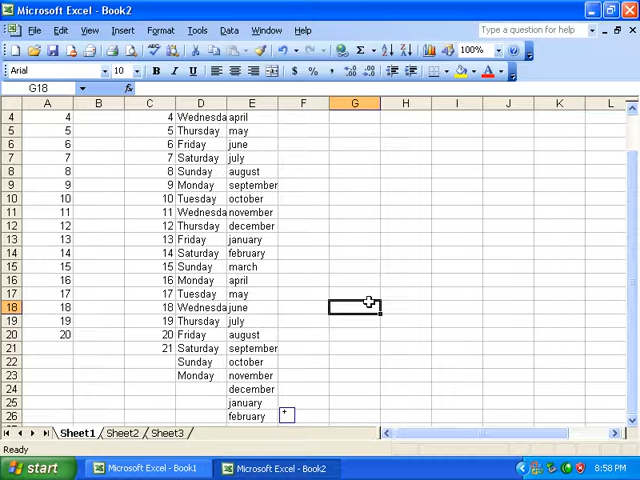 Microsoft Excel - Book2
File Edit View Insert Format Tools Data Window Help
Type a question for help
100%
Arial 10 B I U $ % ,
G18 fx
A B C D E F G H I J K L
4 4 4 Wednesda april
5 5 5 Thursday may
6 6 6 Friday june
7 7 7 Saturday july
8 8 8 Sunday august
9 9 9 Monday september
10 10 10 Tuesday october
11 11 11 Wednesda november
12 12 12 Thursday december
13 13 13 Friday january
14 14 14 Saturday february
15 15 15 Sunday march
16 16 16 Monday april
17 17 17 Tuesday may
18 18 18 Wednesda june
19 19 19 Thursday july
20 20 20 Friday august
21 21 Saturday september
22 Sunday october
23 Monday november
24 december
25 january
26 february
Sheet1 Sheet2 Sheet3
Ready
start Microsoft Excel - Book1 Microsoft Excel - Book2 8:58 PM